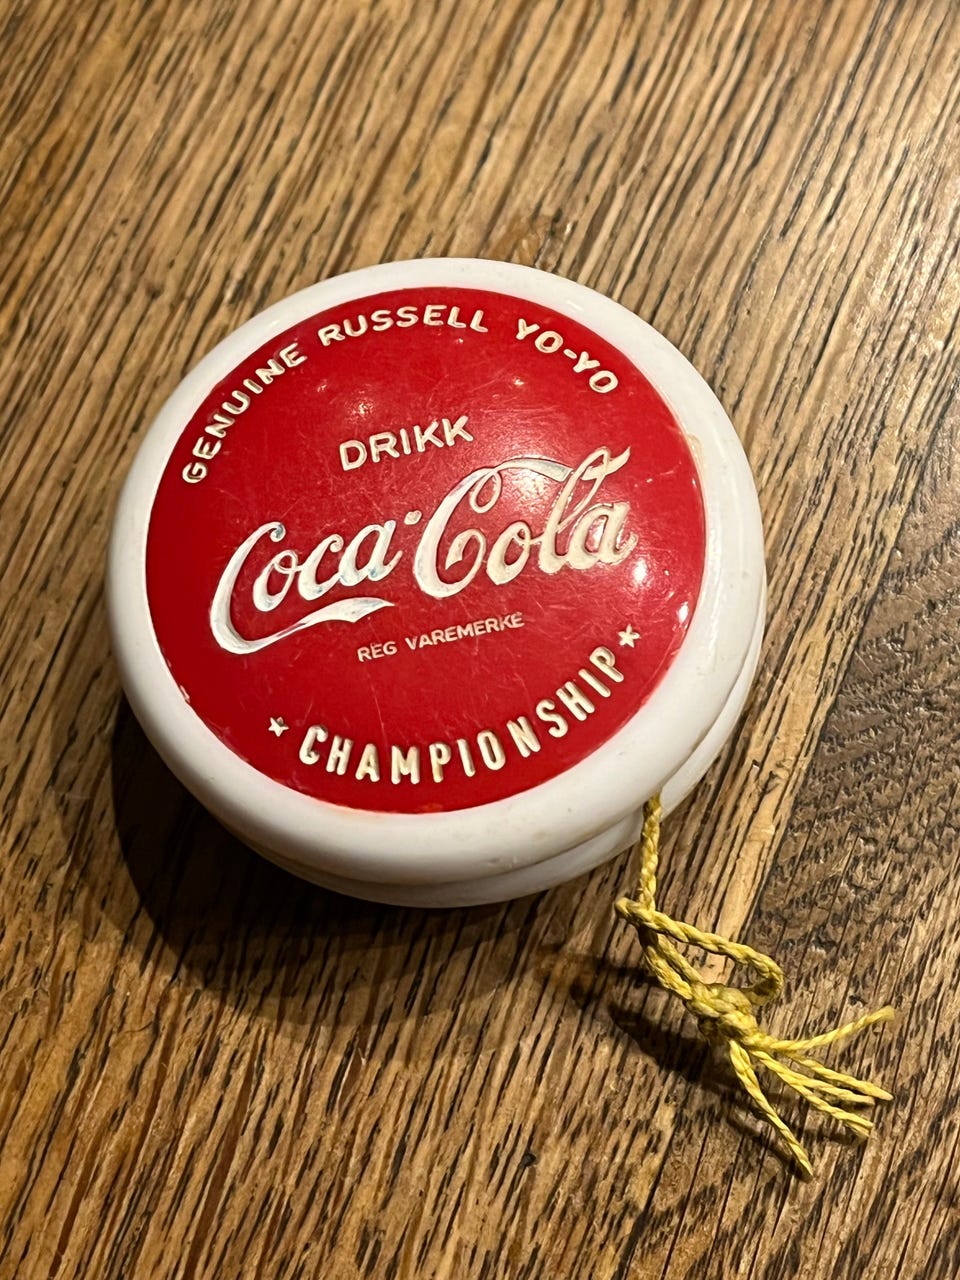 GENUINE RUSSELL YO-YO
DRIKK
Coca-Cola
REG VAREMERKE
★ CHAMPIONSHIP ★